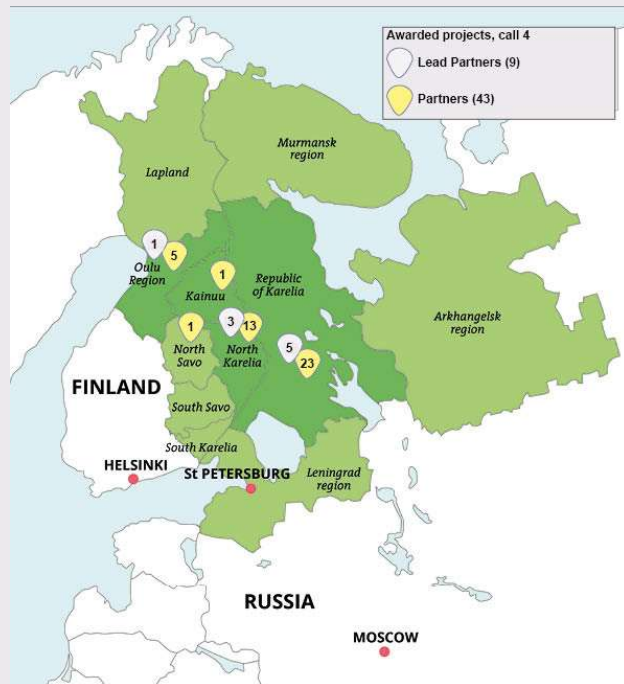 Awarded projects, call 4
Lead Partners (9)
Partners (43)
Murmansk
region
Lapland
1
5
Oulu
Region
1
Kainuu
Republic
of Karelia
Arkhangelsk
region
1
3
13
North
Savo
North
Karelia
5
23
FINLAND
South Savo
South Karelia
HELSINKI
St PETERSBURG
Leningrad
region
RUSSIA
MOSCOW